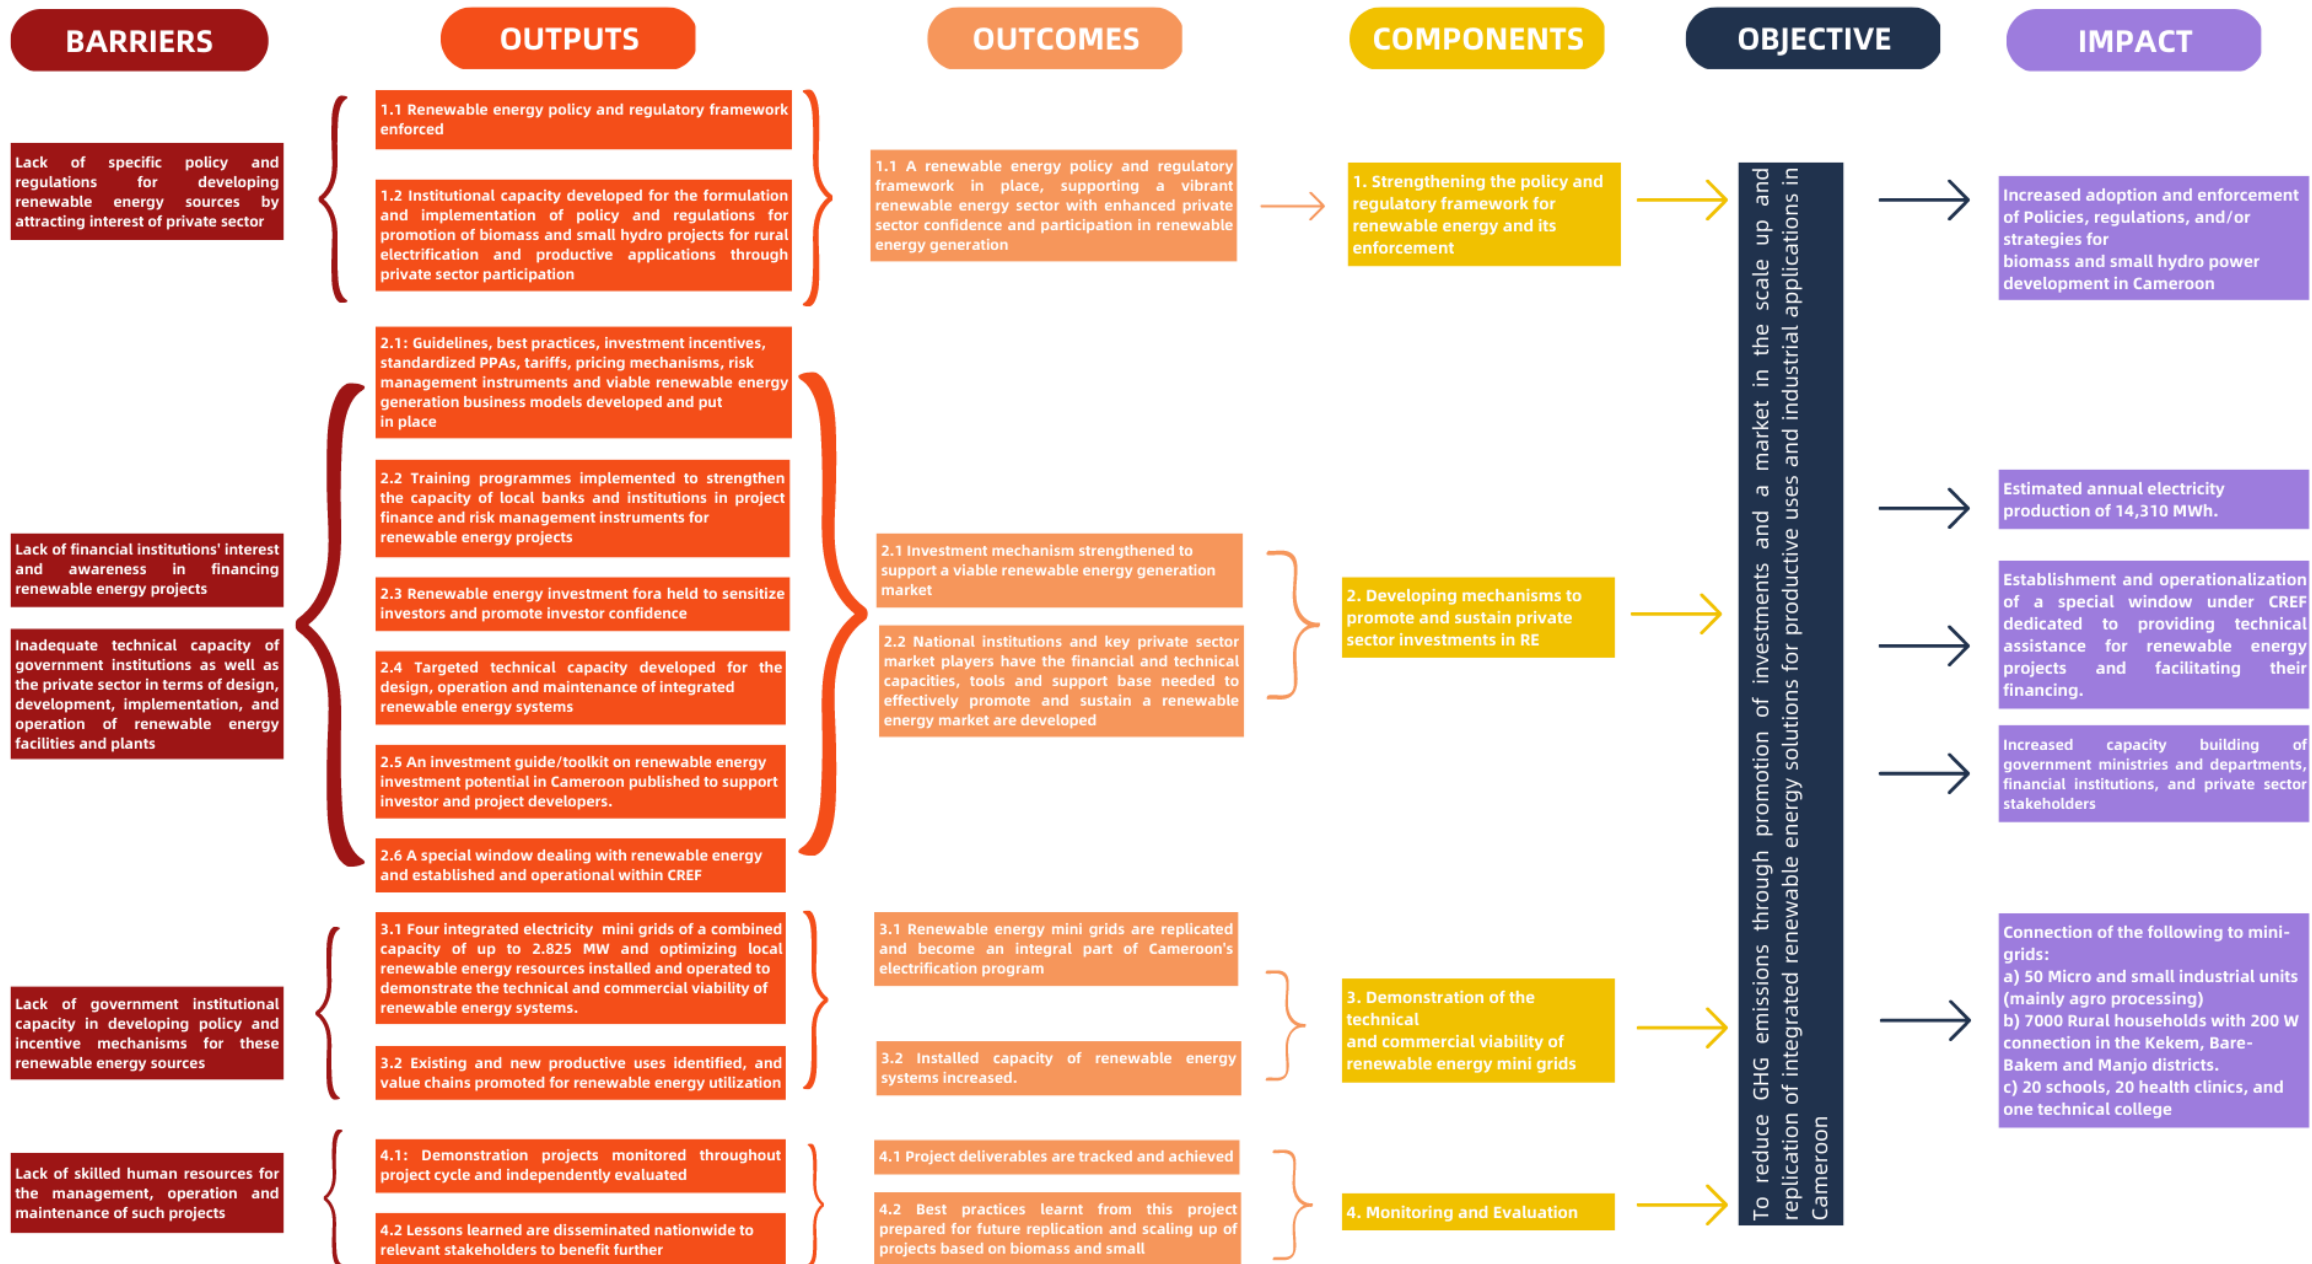 BARRIERS
OUTPUTS
OUTCOMES
COMPONENTS
OBJECTIVE
IMPACT
Lack of specific policy and
regulations for developing
renewable energy sources by
attracting interest of private sector
Lack of financial institutions' interest
and awareness in financing
renewable energy projects
Inadequate technical capacity of
government institutions as well as
the private sector in terms of design,
development, implementation, and
operation of renewable energy
facilities and plants
Lack of government institutional
capacity in developing policy and
incentive mechanisms for these
renewable energy sources
Lack of skilled human resources for
the management, operation and
maintenance of such projects
1.1 Renewable energy policy and regulatory framework
enforced
1.2 Institutional capacity developed for the formulation
and implementation of policy and regulations for
promotion of biomass and small hydro projects for rural
electrification and productive applications through
private sector participation
2.1: Guidelines, best practices, investment incentives,
standardized PPAs, tariffs, pricing mechanisms, risk
management instruments and viable renewable energy
generation business models developed and put
in place
2.2 Training programmes implemented to strengthen
the capacity of local banks and institutions in project
finance and risk management instruments for
renewable energy projects
2.3 Renewable energy investment fora held to sensitize
investors and promote investor confidence
2.4 Targeted technical capacity developed for the
design, operation and maintenance of integrated
renewable energy systems
2.5 An investment guide/toolkit on renewable energy
investment potential in Cameroon published to support
investor and project developers.
2.6 A special window dealing with renewable energy
and established and operational within CREF
3.1 Four integrated electricity mini grids of a combined
capacity of up to 2.825 MW and optimizing local
renewable energy resources installed and operated to
demonstrate the technical and commercial viability of
renewable energy systems.
3.2 Existing and new productive uses identified, and
value chains promoted for renewable energy utilization
4.1: Demonstration projects monitored throughout
project cycle and independently evaluated
4.2 Lessons learned are disseminated nationwide to
relevant stakeholders to benefit further
1.1 A renewable energy policy and regulatory
framework in place, supporting a vibrant
renewable energy sector with enhanced private
sector confidence and participation in renewable
energy generation
2.1 Investment mechanism strengthened to
support a viable renewable energy generation
market
2.2 National institutions and key private sector
market players have the financial and technical
capacities, tools and support base needed to
effectively promote and sustain a renewable
energy market are developed
3.1 Renewable energy mini grids are replicated
and become an integral part of Cameroon's
electrification program
3.2 Installed capacity of renewable energy
systems increased.
4.1 Project deliverables are tracked and achieved
4.2 Best practices learnt from this project
prepared for future replication and scaling up of
projects based on biomass and small
1. Strengthening the policy and
regulatory framework for
renewable energy and its
enforcement
2. Developing mechanisms to
promote and sustain private
sector investments in RE
3. Demonstration of the
technical
and commercial viability of
renewable energy mini grids
4. Monitoring and Evaluation
To reduce GHG emissions through promotion of investments and a market in the scale up and
replication of integrated renewable energy solutions for productive uses and industrial applications in
Cameroon
Increased adoption and enforcement
of Policies, regulations, and/or
strategies for
biomass and small hydro power
development in Cameroon
Estimated annual electricity
production of 14,310 MWh.
Establishment and operationalization
of a special window under CREF
dedicated to providing technical
assistance for renewable energy
projects and facilitating their
financing.
Increased capacity building of
government ministries and departments,
financial institutions, and private sector
stakeholders
Connection of the following to mini-
grids:
a) 50 Micro and small industrial units
(mainly agro processing)
b) 7000 Rural households with 200 W
connection in the Kekem, Bare-
Bakem and Manjo districts.
c) 20 schools, 20 health clinics, and
one technical college